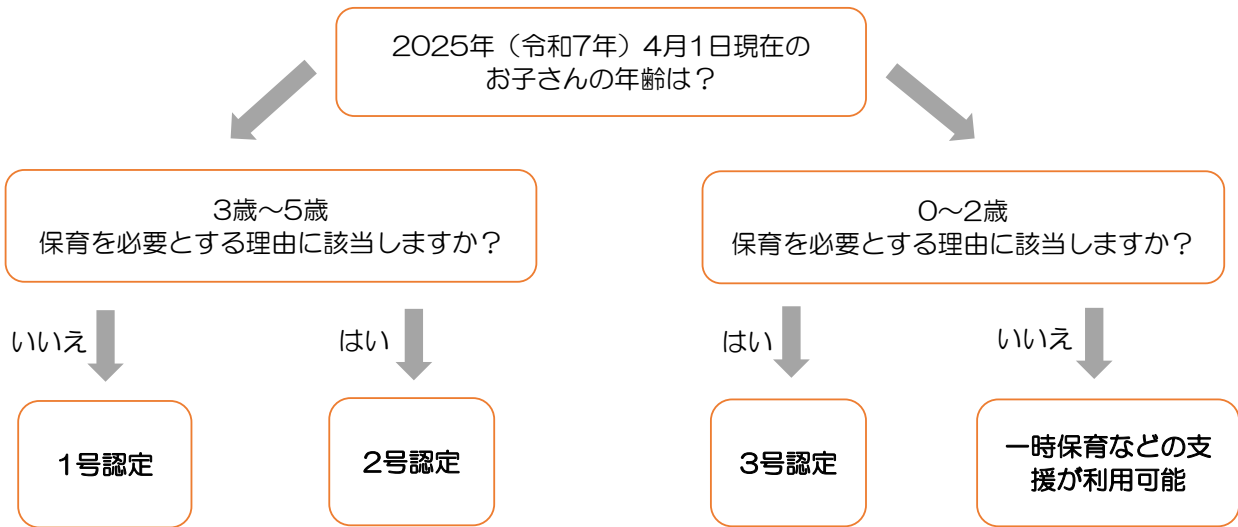 2025年（令和7年）4月1日現在の
お子さんの年齢は？
3歳～5歳
保育を必要とする理由に該当しますか？
0～2歳
保育を必要とする理由に該当しますか？
いいえ
はい
はい
いいえ
1号認定
2号認定
3号認定
一時保育などの支
援が利用可能